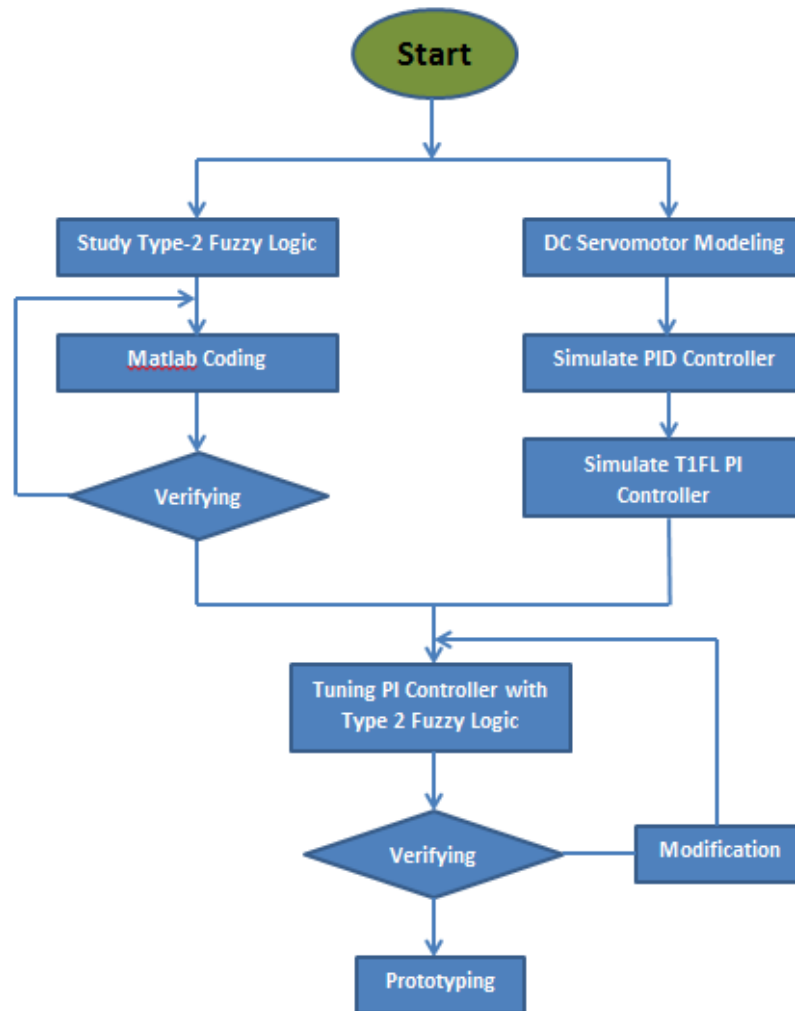 Start
Study Type-2 Fuzzy Logic
DC Servomotor Modeling
Matlab Coding
Simulate PID Controller
Verifying
Simulate T1FL PI
Controller
Tuning PI Controller with
Type 2 Fuzzy Logic
Verifying
Modification
Prototyping